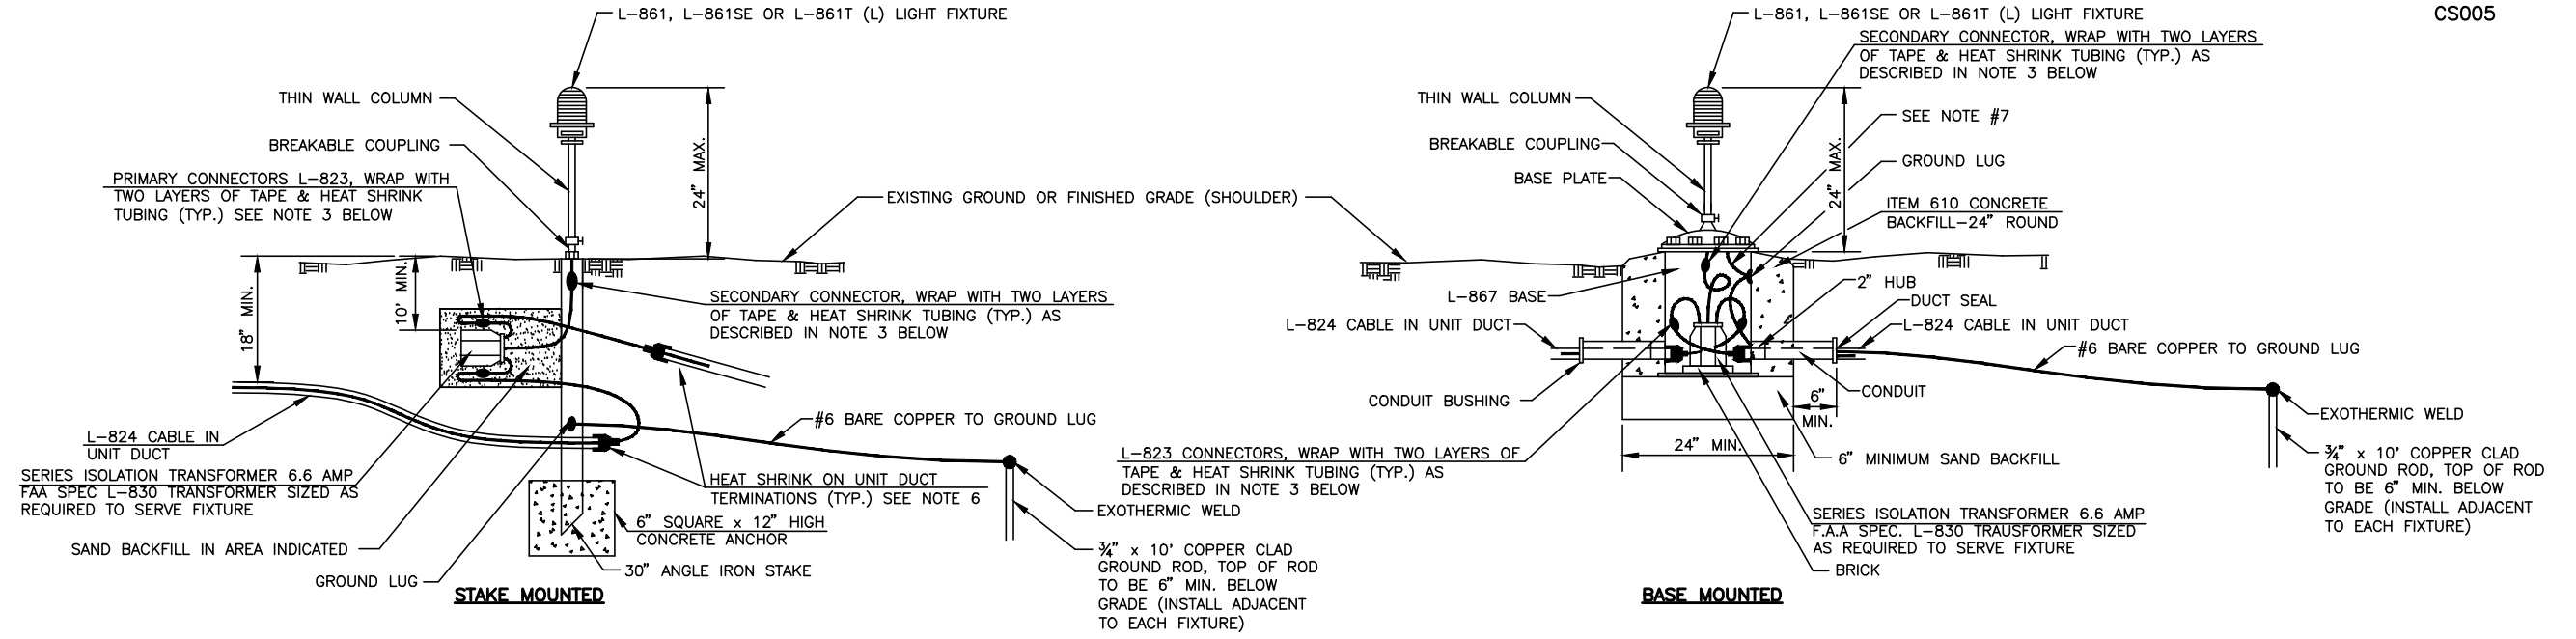 CS005
L-861, L-861SE OR L-861T (L) LIGHT FIXTURE
THIN WALL COLUMN
BREAKABLE COUPLING
PRIMARY CONNECTORS L-823, WRAP WITH
TWO LAYERS OF TAPE & HEAT SHRINK
TUBING (TYP.) SEE NOTE 3 BELOW
24" MAX.
EXISTING GROUND OR FINISHED GRADE (SHOULDER)
18" MIN.
10' MIN.
SECONDARY CONNECTOR, WRAP WITH TWO LAYERS
OF TAPE & HEAT SHRINK TUBING (TYP.) AS
DESCRIBED IN NOTE 3 BELOW
#6 BARE COPPER TO GROUND LUG
L-824 CABLE IN
UNIT DUCT
SERIES ISOLATION TRANSFORMER 6.6 AMP
FAA SPEC L-830 TRANSFORMER SIZED AS
REQUIRED TO SERVE FIXTURE
HEAT SHRINK ON UNIT DUCT
TERMINATIONS (TYP.) SEE NOTE 6
6" SQUARE x 12" HIGH
CONCRETE ANCHOR
EXOTHERMIC WELD
SAND BACKFILL IN AREA INDICATED
30" ANGLE IRON STAKE
GROUND LUG
¾" x 10' COPPER CLAD
GROUND ROD, TOP OF ROD
TO BE 6" MIN. BELOW
GRADE (INSTALL ADJACENT
TO EACH FIXTURE)
STAKE MOUNTED
L-861, L-861SE OR L-861T (L) LIGHT FIXTURE
SECONDARY CONNECTOR, WRAP WITH TWO LAYERS
OF TAPE & HEAT SHRINK TUBING (TYP.) AS
DESCRIBED IN NOTE 3 BELOW
THIN WALL COLUMN
SEE NOTE #7
BREAKABLE COUPLING
24" MAX.
GROUND LUG
BASE PLATE
ITEM 610 CONCRETE
BACKFILL-24" ROUND
2" HUB
L-867 BASE
DUCT SEAL
L-824 CABLE IN UNIT DUCT
L-824 CABLE IN UNIT DUCT
#6 BARE COPPER TO GROUND LUG
CONDUIT
CONDUIT BUSHING
6"
MIN.
EXOTHERMIC WELD
24" MIN.
L-823 CONNECTORS, WRAP WITH TWO LAYERS OF
TAPE & HEAT SHRINK TUBING (TYP.) AS
DESCRIBED IN NOTE 3 BELOW
6" MINIMUM SAND BACKFILL
¾" x 10' COPPER CLAD
GROUND ROD, TOP OF ROD
TO BE 6" MIN. BELOW
GRADE (INSTALL ADJACENT
TO EACH FIXTURE)
SERIES ISOLATION TRANSFORMER 6.6 AMP
F.A.A SPEC. L-830 TRAUSFORMER SIZED
AS REQUIRED TO SERVE FIXTURE
BRICK
BASE MOUNTED